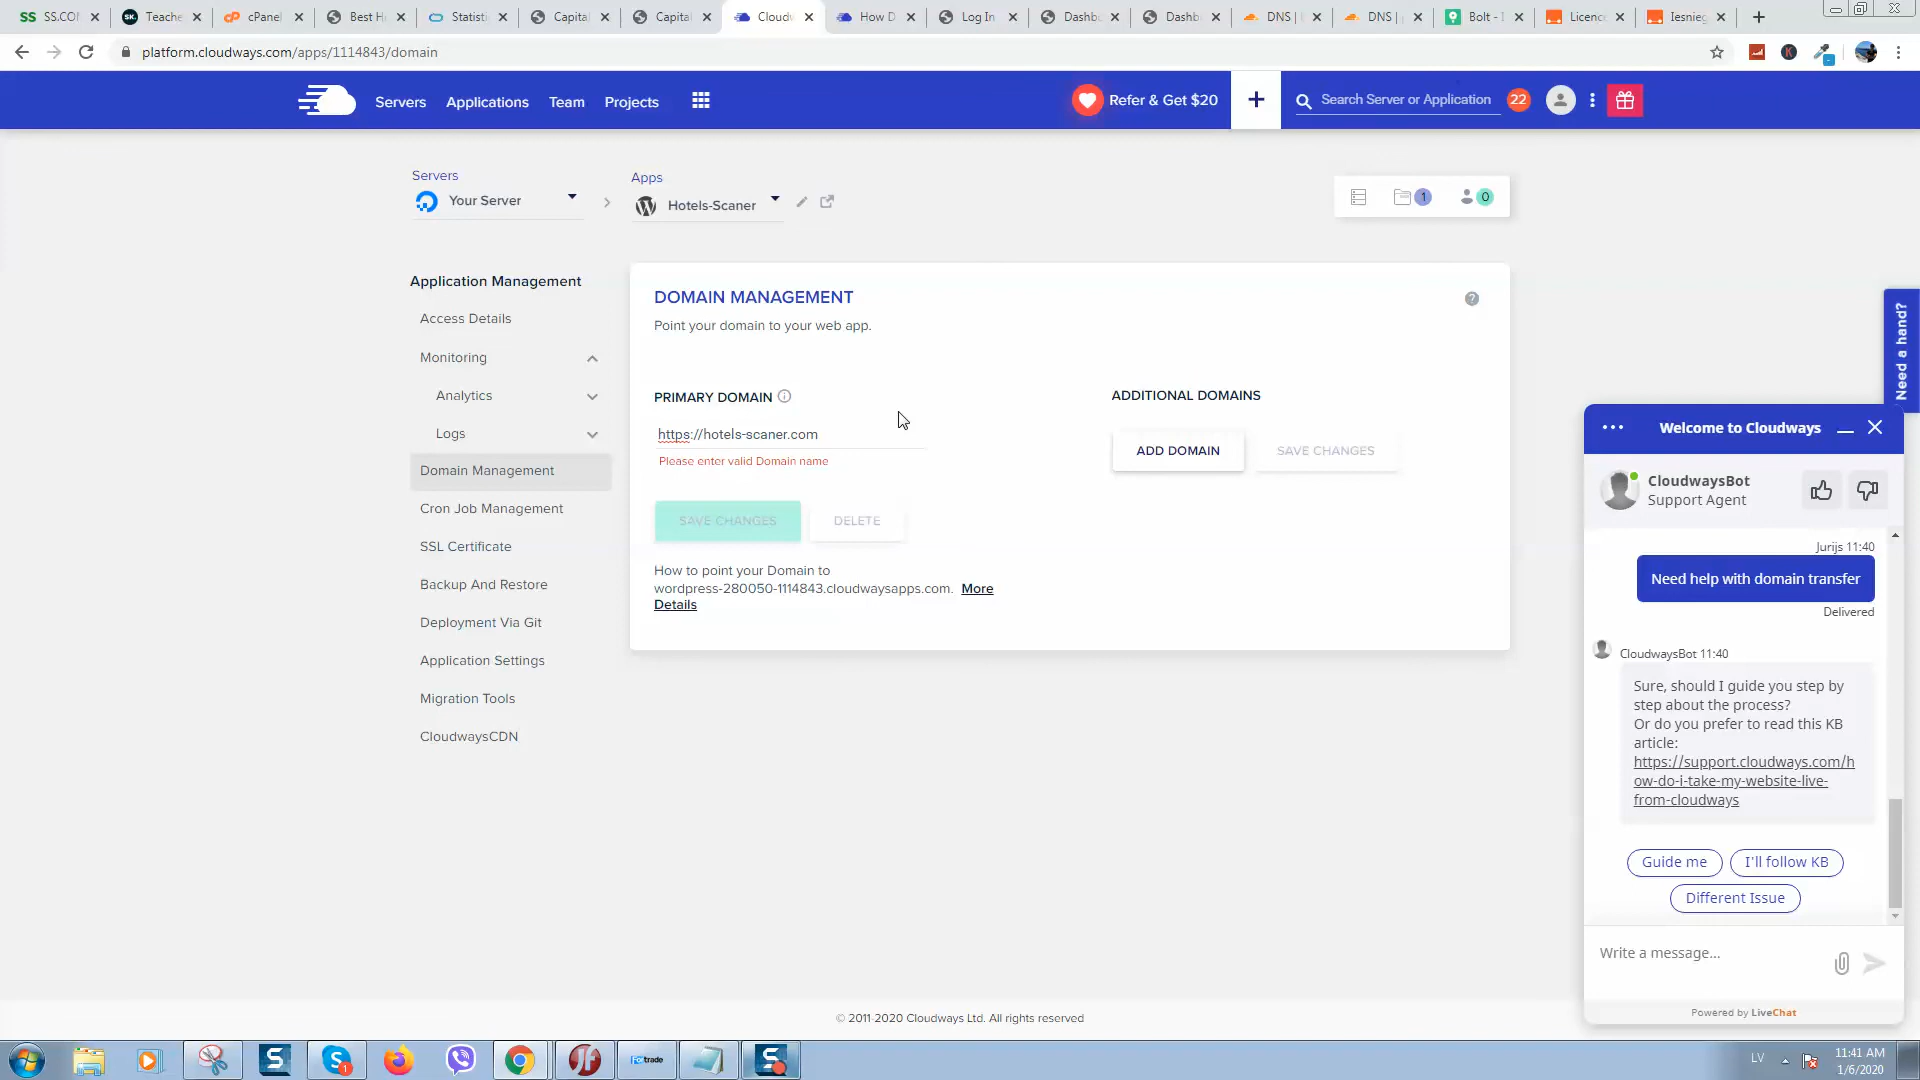 SS SS.COM
SK. Teache
cP cPanel
Best H
Statisti
Capital
Capital
Cloudw
How D
Log In
Dashbo
Dashb
DNS |
DNS |
Bolt - I
Licence
Iesnieg
platform.cloudways.com/apps/1114843/domain
Servers
Applications
Team
Projects
Refer & Get $20
+
Search Server or Application
22
Servers
Your Server
Apps
Hotels-Scaner
1
0
Application Management
Access Details
Monitoring
Analytics
Logs
Domain Management
Cron Job Management
SSL Certificate
Backup And Restore
Deployment Via Git
Application Settings
Migration Tools
CloudwaysCDN
DOMAIN MANAGEMENT
Point your domain to your web app.
PRIMARY DOMAIN
https://hotels-scaner.com
Please enter valid Domain name
SAVE CHANGES
DELETE
How to point your Domain to
wordpress-280050-1114843.cloudwaysapps.com. More
Details
ADDITIONAL DOMAINS
ADD DOMAIN
SAVE CHANGES
Need a hand?
Welcome to Cloudways
CloudwaysBot
Support Agent
Jurijs 11:40
Need help with domain transfer
Delivered
CloudwaysBot 11:40
Sure, should I guide you step by
step about the process?
Or do you prefer to read this KB
article:
https://support.cloudways.com/h
ow-do-i-take-my-website-live-
from-cloudways
Guide me
I'll follow KB
Different Issue
Write a message...
Powered by LiveChat
© 2011-2020 Cloudways Ltd. All rights reserved
Fortrade
LV
11:41 AM
1/6/2020